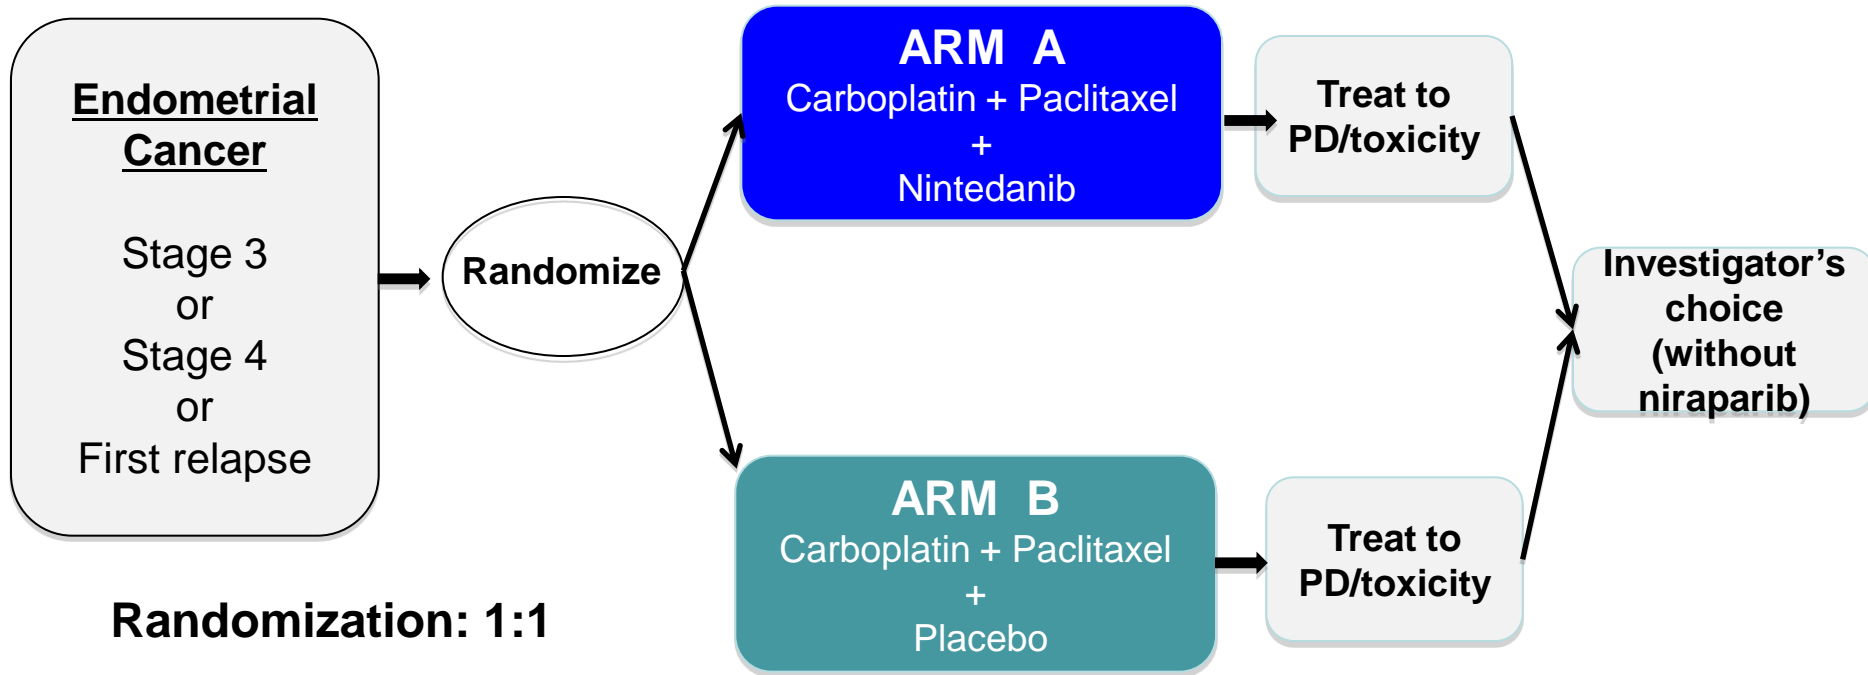 Endometrial
Cancer
Stage 3
or
Stage 4
or
First relapse
Randomization: 1:1
Randomize
ARM A
Carboplatin + Paclitaxel
+
Nintedanib
Treat to
PD/toxicity
ARM B
Carboplatin + Paclitaxel
+
Placebo
Treat to
PD/toxicity
Investigator’s
choice
(without
niraparib)